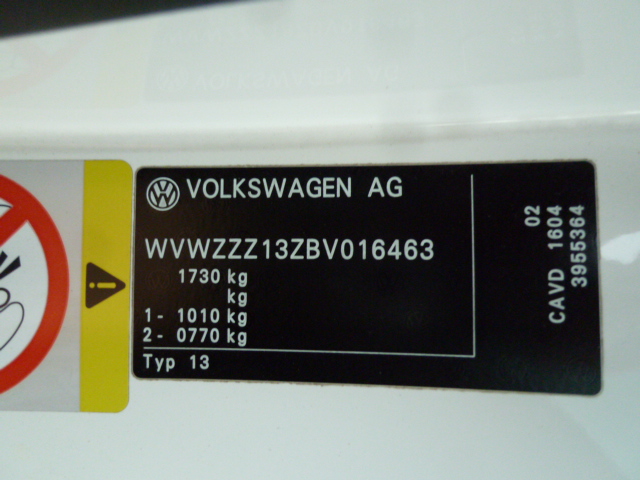 VOLKSWAGEN AG
WVWZZZ13ZBV016463
1730 kg
kg
1- 1010 kg
2- 0770 kg
Typ 13
02
CAVD 1604
3955364